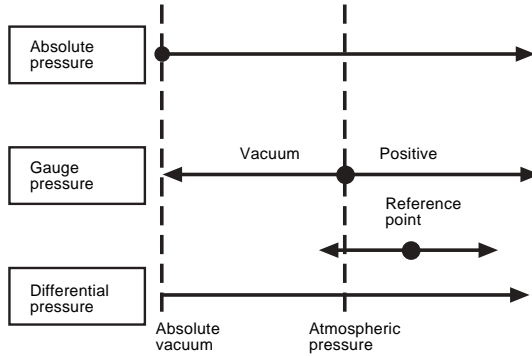 Absolute
pressure
Gauge
pressure
Vacuum
Positive
Reference
point
Differential
pressure
Absolute
vacuum
Atmospheric
pressure